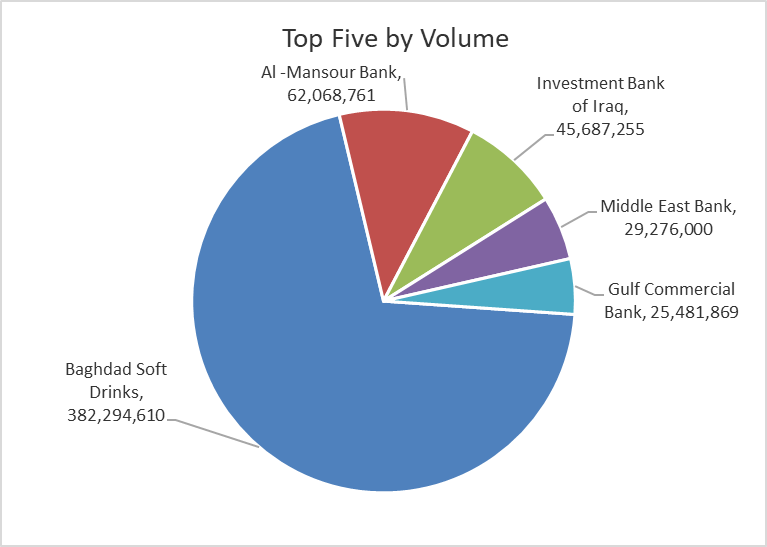 Top Five by Volume
Al -Mansour Bank,
62,068,761
Investment Bank
of Iraq,
45,687,255
Middle East Bank,
29,276,000
Gulf Commercial
Bank, 25,481,869
Baghdad Soft
Drinks,
382,294,610